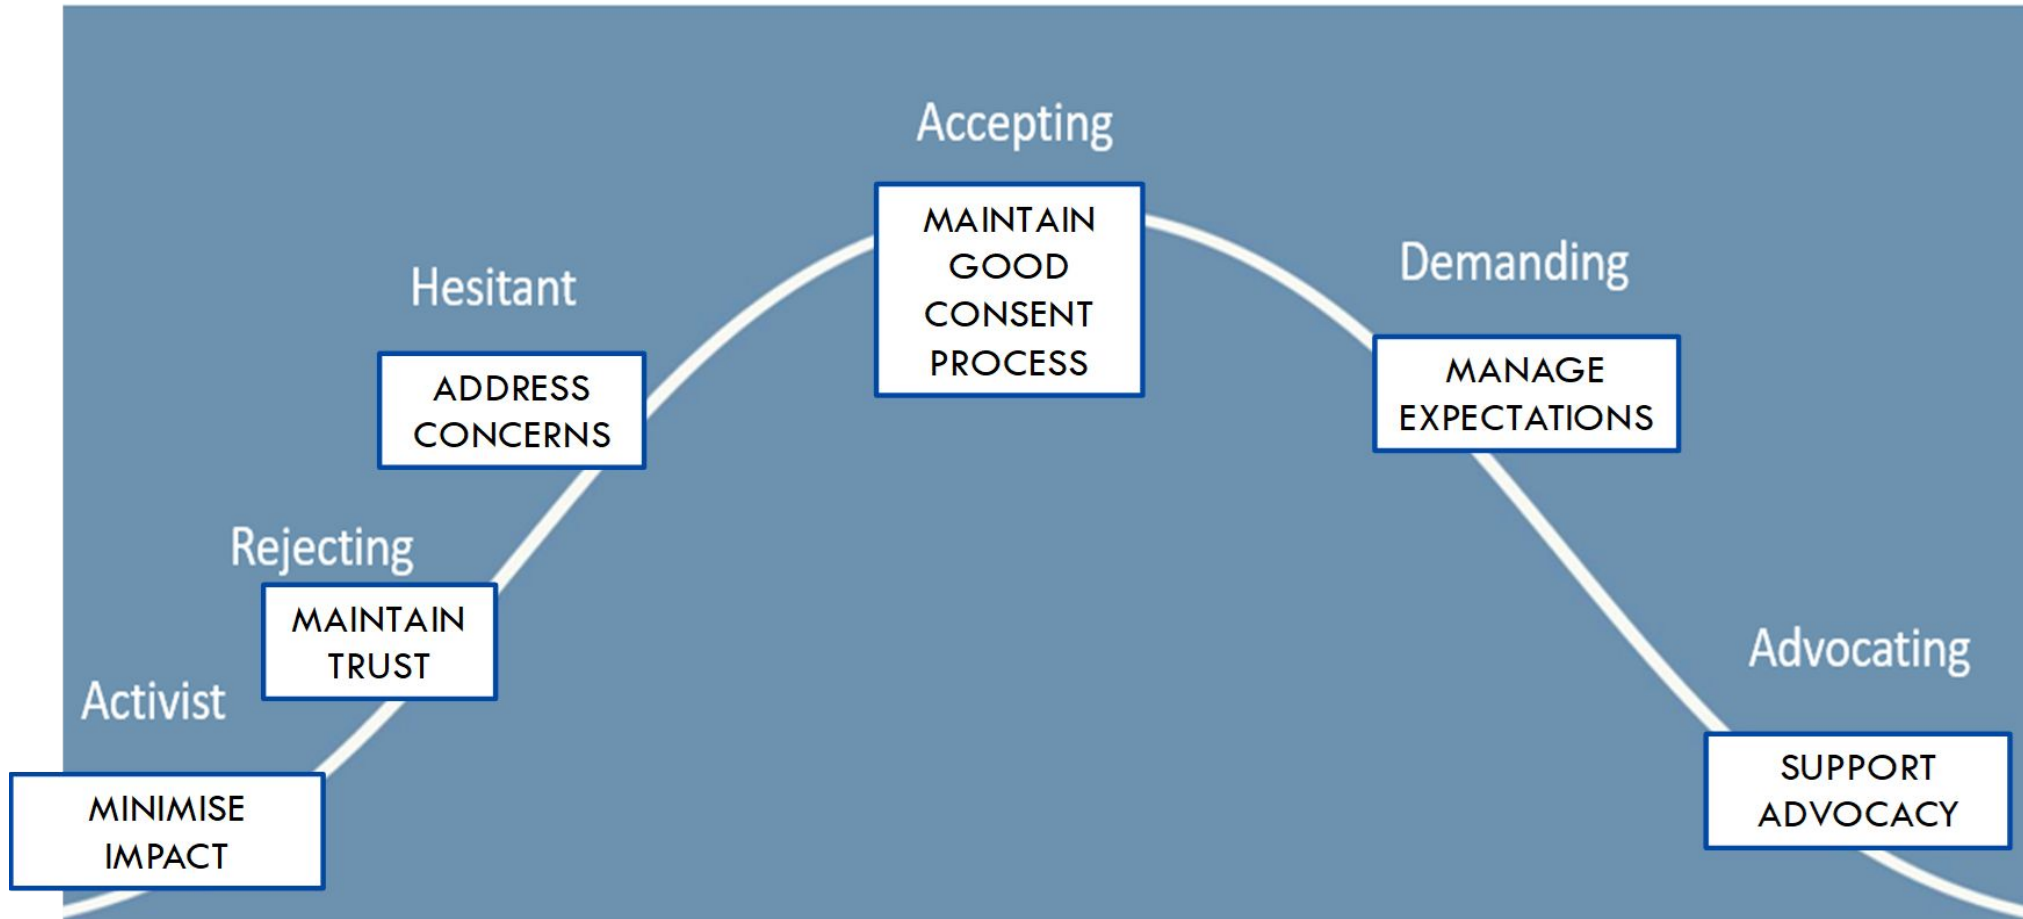 Accepting
MAINTAIN
GOOD
CONSENT
PROCESS
Demanding
MANAGE
EXPECTATIONS
Hesitant
ADDRESS
CONCERNS
Rejecting
MAINTAIN
TRUST
Activist
MINIMISE
IMPACT
Advocating
SUPPORT
ADVOCACY